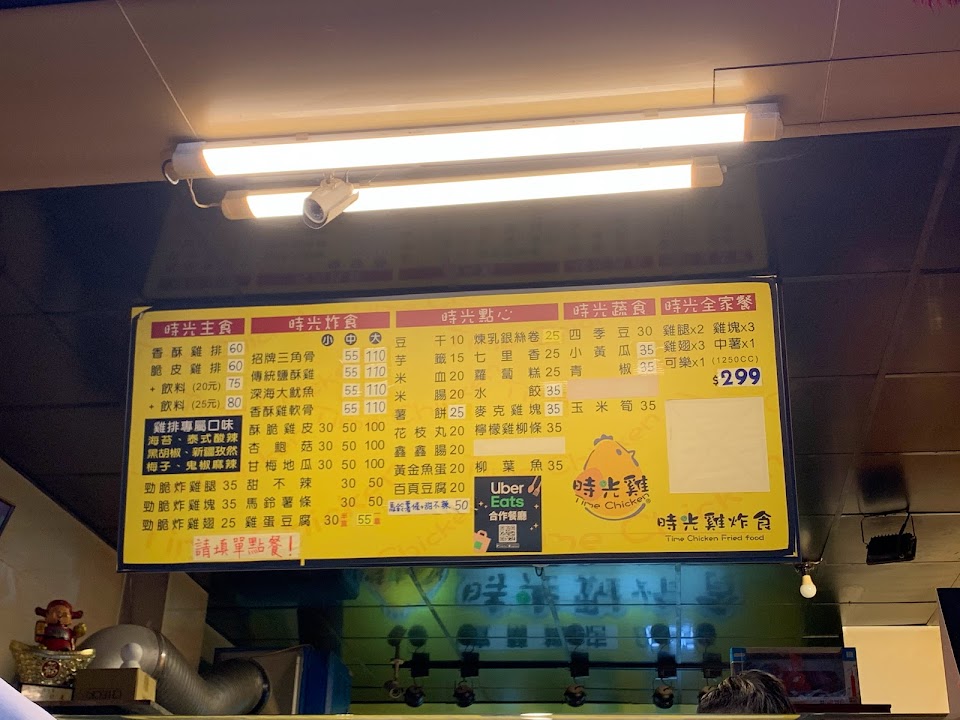 時光主食
香酥雞排 60
脆皮雞排 60
+飲料 (20元) 75
+飲料 (25元) 80
雞排專屬口味
海苔、泰式酸辣
黑胡椒、新疆孜然
梅子、鬼椒麻辣
勁脆炸雞腿 35
勁脆炸雞塊 35
勁脆炸雞翅 25
請填單點餐!
時光炸食
小 中 大
招牌三角骨 55 110
傳統鹽酥雞 55 110
深海大魷魚 55 110
香酥雞軟骨 55 110
酥脆雞皮 30 50 100
杏鮑菇 30 50 100
甘梅地瓜 30 50 100
甜不辣 30 50
馬鈴薯條 30 50
雞蛋豆腐 30 55
時光點心
豆干 10
芋籤 15
米血 20
米腸 20
薯餅 25
花枝丸 20
鑫鑫腸 20
黃金魚蛋 20
百頁豆腐 20
馬鈴薯條+甜不辣 50
煉乳銀絲卷 25
七里香 25
蘿蔔糕 25
水餃 35
麥克雞塊 35
檸檬雞柳條 35
柳葉魚 35
Uber
Eats
合作餐廳
時光蔬食
四季豆 30
小黃瓜 35
青椒 35
玉米筍 35
時光雞
Time Chicken
時光全家餐
雞腿x2 雞塊x3
雞翅x3 中薯x1
可樂x1 (1250CC)
$299
時光雞炸食
Time Chicken Fried food